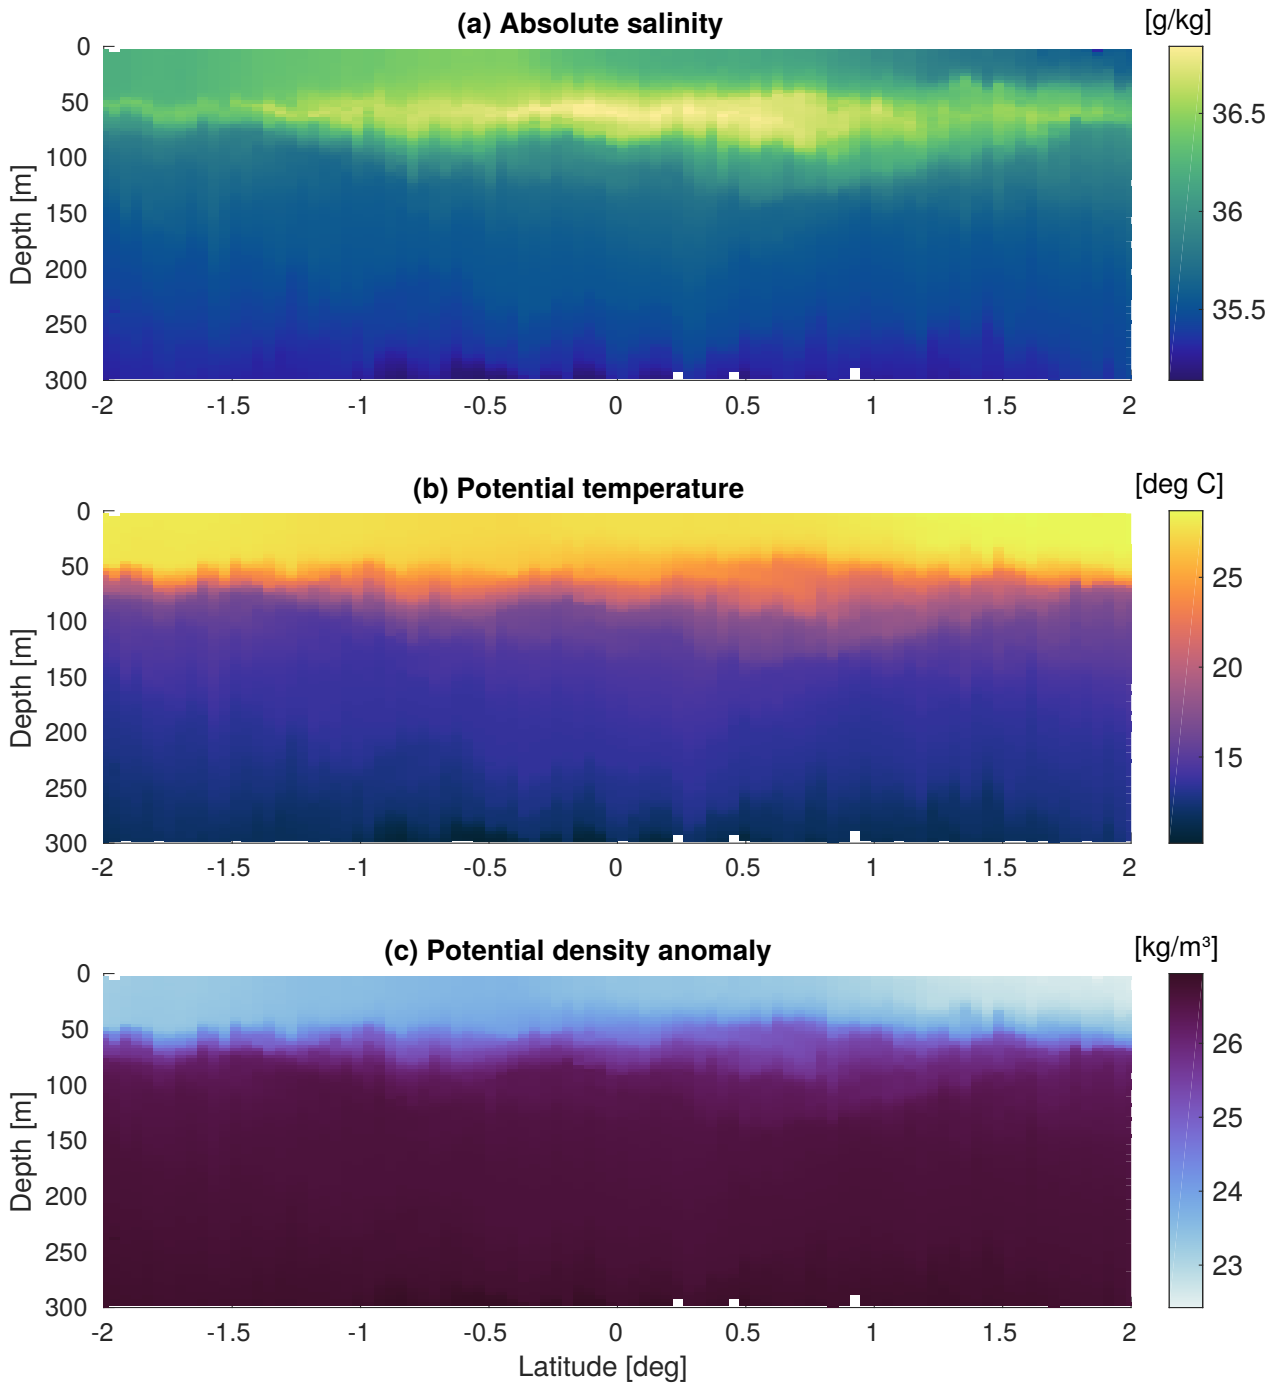 (a) Absolute salinity
[g/kg]
Depth [m]
0
50
100
150
200
250
300
-2 -1.5 -1 -0.5 0 0.5 1 1.5 2
36.5
36
35.5
(b) Potential temperature
[deg C]
Depth [m]
0
50
100
150
200
250
300
-2 -1.5 -1 -0.5 0 0.5 1 1.5 2
25
20
15
(c) Potential density anomaly
[kg/m³]
Depth [m]
0
50
100
150
200
250
300
-2 -1.5 -1 -0.5 0 0.5 1 1.5 2
Latitude [deg]
26
25
24
23